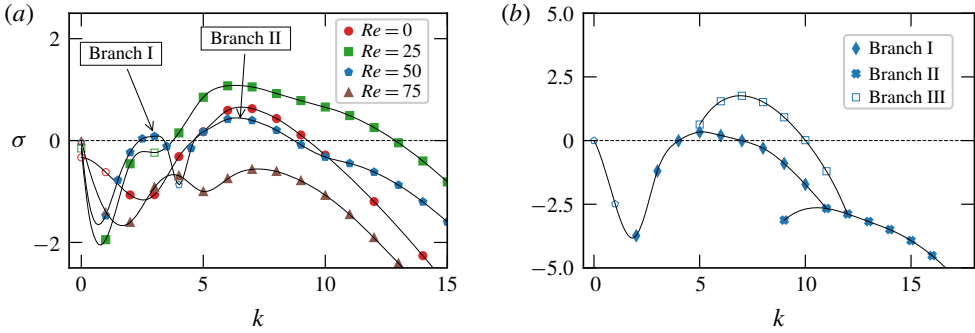 (a)
2
0
−2
σ
0
5
10
15
k
Branch I
Branch II
Re = 0
Re = 25
Re = 50
Re = 75
(b)
5.0
2.5
0
−2.5
−5.0
0
5
10
15
k
Branch I
Branch II
Branch III